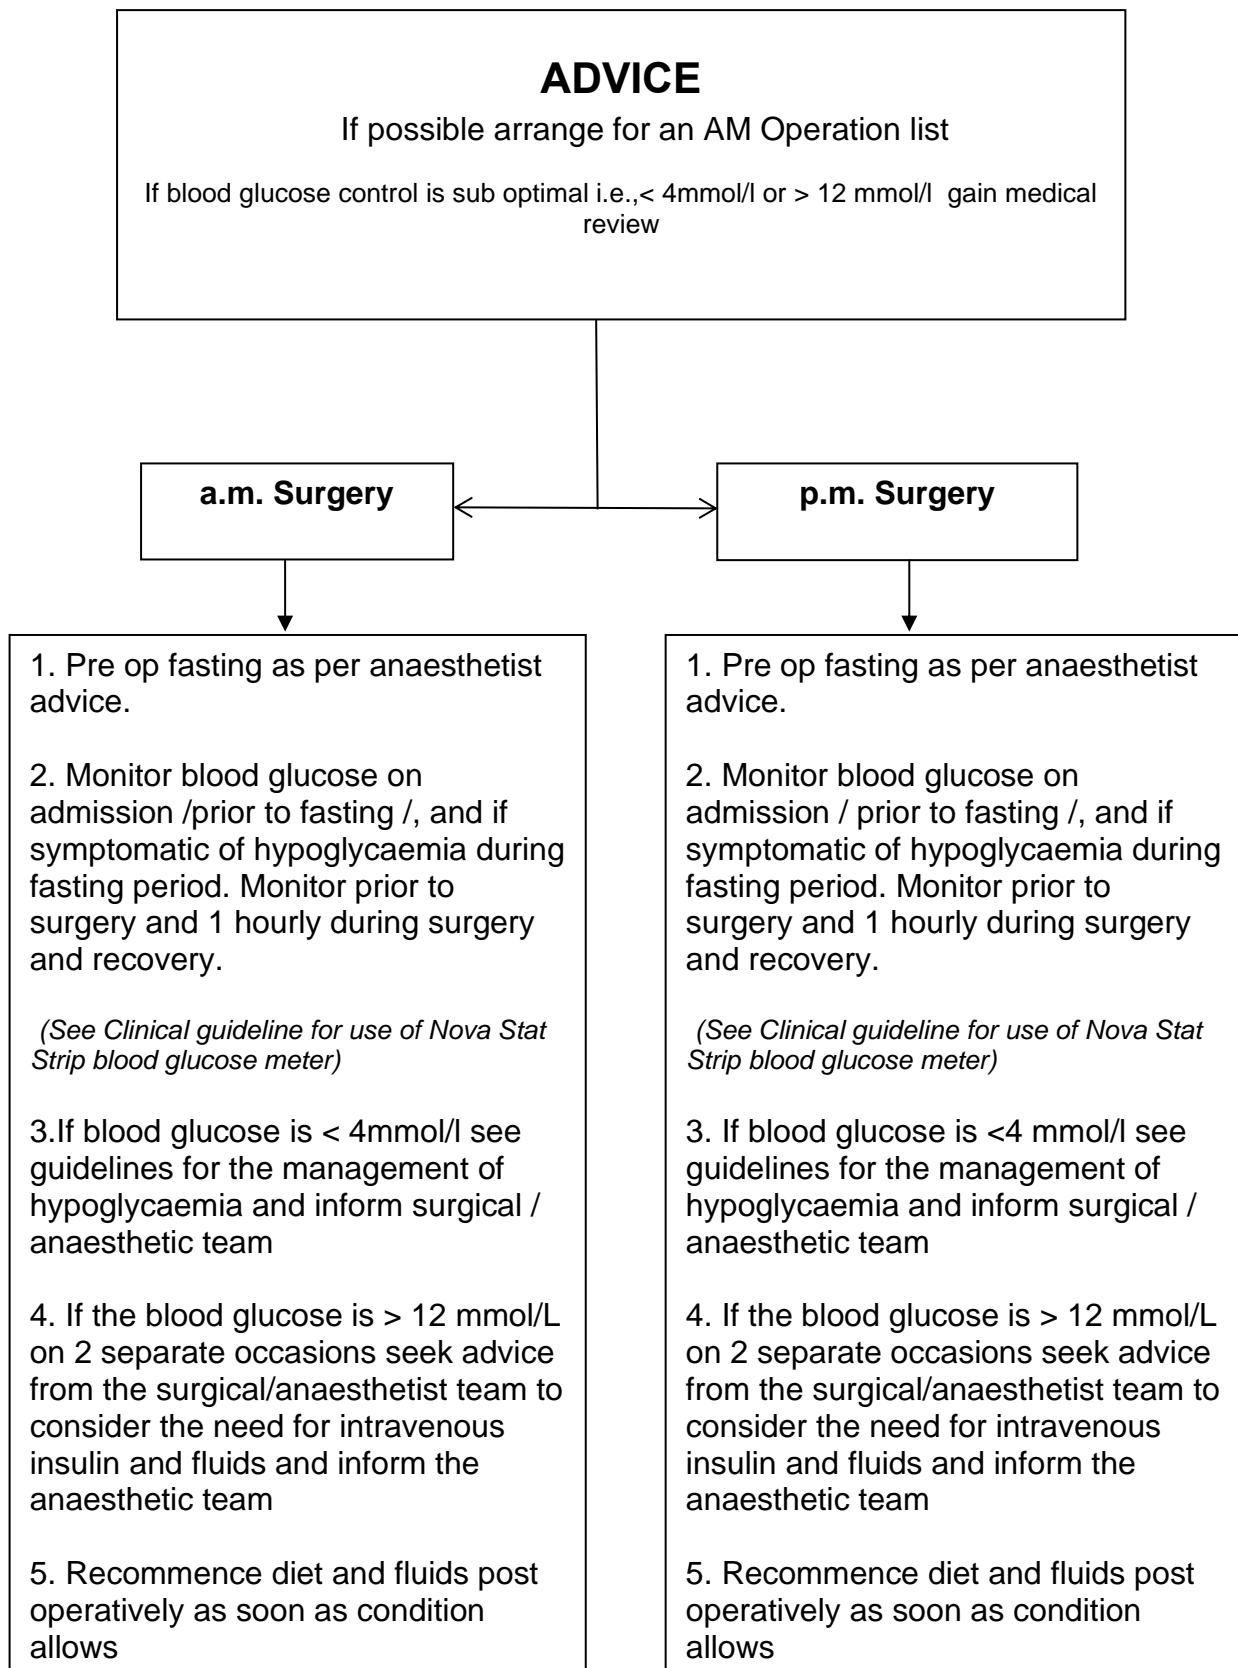 ADVICE
If possible arrange for an AM Operation list
If blood glucose control is sub optimal i.e.,< 4mmol/l or > 12 mmol/l  gain medical
review
a.m. Surgery
p.m. Surgery
1. Pre op fasting as per anaesthetist
advice.
2. Monitor blood glucose on
admission /prior to fasting /, and if
symptomatic of hypoglycaemia during
fasting period. Monitor prior to
surgery and 1 hourly during surgery
and recovery.
(See Clinical guideline for use of Nova Stat
Strip blood glucose meter)
3.If blood glucose is < 4mmol/l see
guidelines for the management of
hypoglycaemia and inform surgical /
anaesthetic team
4. If the blood glucose is > 12 mmol/L
on 2 separate occasions seek advice
from the surgical/anaesthetist team to
consider the need for intravenous
insulin and fluids and inform the
anaesthetic team
5. Recommence diet and fluids post
operatively as soon as condition
allows
1. Pre op fasting as per anaesthetist
advice.
2. Monitor blood glucose on
admission / prior to fasting /, and if
symptomatic of hypoglycaemia during
fasting period. Monitor prior to
surgery and 1 hourly during surgery
and recovery.
(See Clinical guideline for use of Nova Stat
Strip blood glucose meter)
3. If blood glucose is <4 mmol/l see
guidelines for the management of
hypoglycaemia and inform surgical /
anaesthetic team
4. If the blood glucose is > 12 mmol/L
on 2 separate occasions seek advice
from the surgical/anaesthetist team to
consider the need for intravenous
insulin and fluids and inform the
anaesthetic team
5. Recommence diet and fluids post
operatively as soon as condition
allows